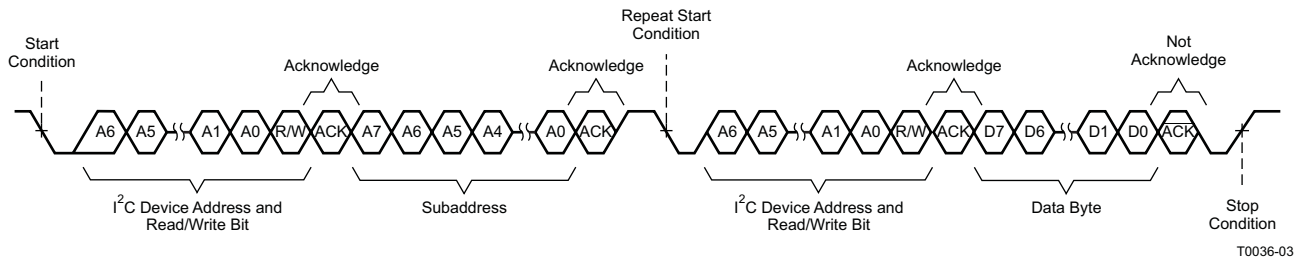 Start
Condition
Repeat Start
Condition
Not
Acknowledge
Acknowledge
Acknowledge
Acknowledge
A6 A5 A1 A0 R/W ACK A7 A6 A5 A4 A0 ACK A6 A5 A1 A0 R/W ACK D7 D6 D1 D0 ACK
I²C Device Address and
Read/Write Bit
Subaddress
I²C Device Address and
Read/Write Bit
Data Byte
Stop
Condition
T0036-03